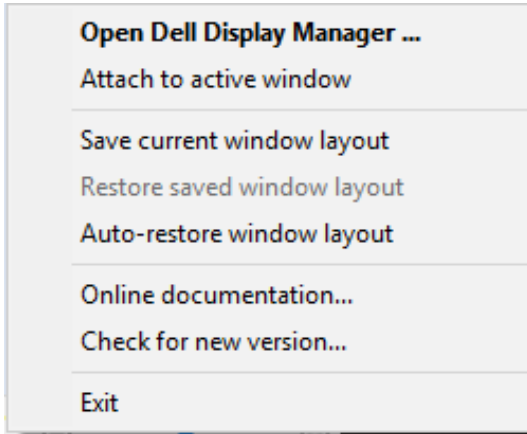 Open Dell Display Manager ...
Attach to active window
Save current window layout
Restore saved window layout
Auto-restore window layout
Online documentation...
Check for new version...
Exit